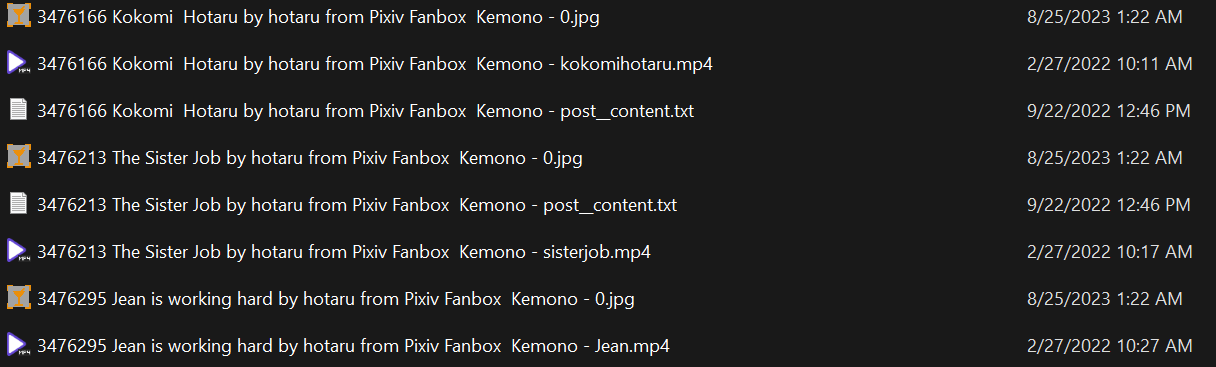 3476166 Kokomi  Hotaru by hotaru from Pixiv Fanbox  Kemono - 0.jpg 8/25/2023 1:22 AM
3476166 Kokomi  Hotaru by hotaru from Pixiv Fanbox  Kemono - kokomihotaru.mp4 2/27/2022 10:11 AM
3476166 Kokomi  Hotaru by hotaru from Pixiv Fanbox  Kemono - post__content.txt 9/22/2022 12:46 PM
3476213 The Sister Job by hotaru from Pixiv Fanbox  Kemono - 0.jpg 8/25/2023 1:22 AM
3476213 The Sister Job by hotaru from Pixiv Fanbox  Kemono - post__content.txt 9/22/2022 12:46 PM
3476213 The Sister Job by hotaru from Pixiv Fanbox  Kemono - sisterjob.mp4 2/27/2022 10:17 AM
3476295 Jean is working hard by hotaru from Pixiv Fanbox  Kemono - 0.jpg 8/25/2023 1:22 AM
3476295 Jean is working hard by hotaru from Pixiv Fanbox  Kemono - Jean.mp4 2/27/2022 10:27 AM